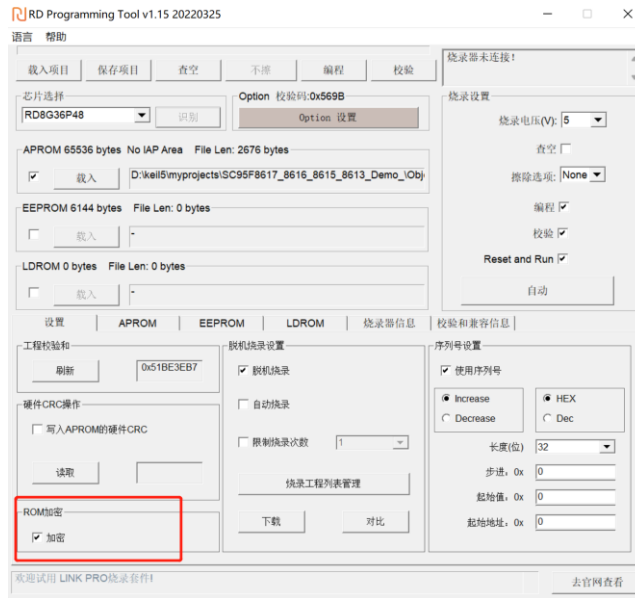 RD Programming Tool v1.15 20220325
语言 帮助
载入项目 保存项目 查空 不擦 编程 校验
烧录器未连接!
芯片选择
RD8G36P48 识别
Option 校验码:0x569B
Option 设置
烧录设置
烧录电压(V): 5
查空
擦除选项: None
编程
校验
Reset and Run
自动
APROM 65536 bytes No IAP Area File Len: 2676 bytes
载入 D:\keil5\myprojects\SC95F8617_8616_8615_8613_Demo_\Obj
EEPROM 6144 bytes File Len: 0 bytes
载入 -
LDROM 0 bytes File Len: 0 bytes
载入 -
设置 APROM EEPROM LDROM 烧录器信息 校验和兼容信息
工程校验和
刷新 0x51BE3EB7
硬件CRC操作
写入APROM的硬件CRC
读取
ROM加密
加密
脱机烧录设置
脱机烧录
自动烧录
限制烧录次数 1
烧录工程列表管理
下载 对比
序列号设置
使用序列号
Increase HEX
Decrease Dec
长度(位) 32
步进, 0x 0
起始值, 0x 0
起始地址, 0x 0
欢迎试用 LINK PRO烧录套件!
去官网查看